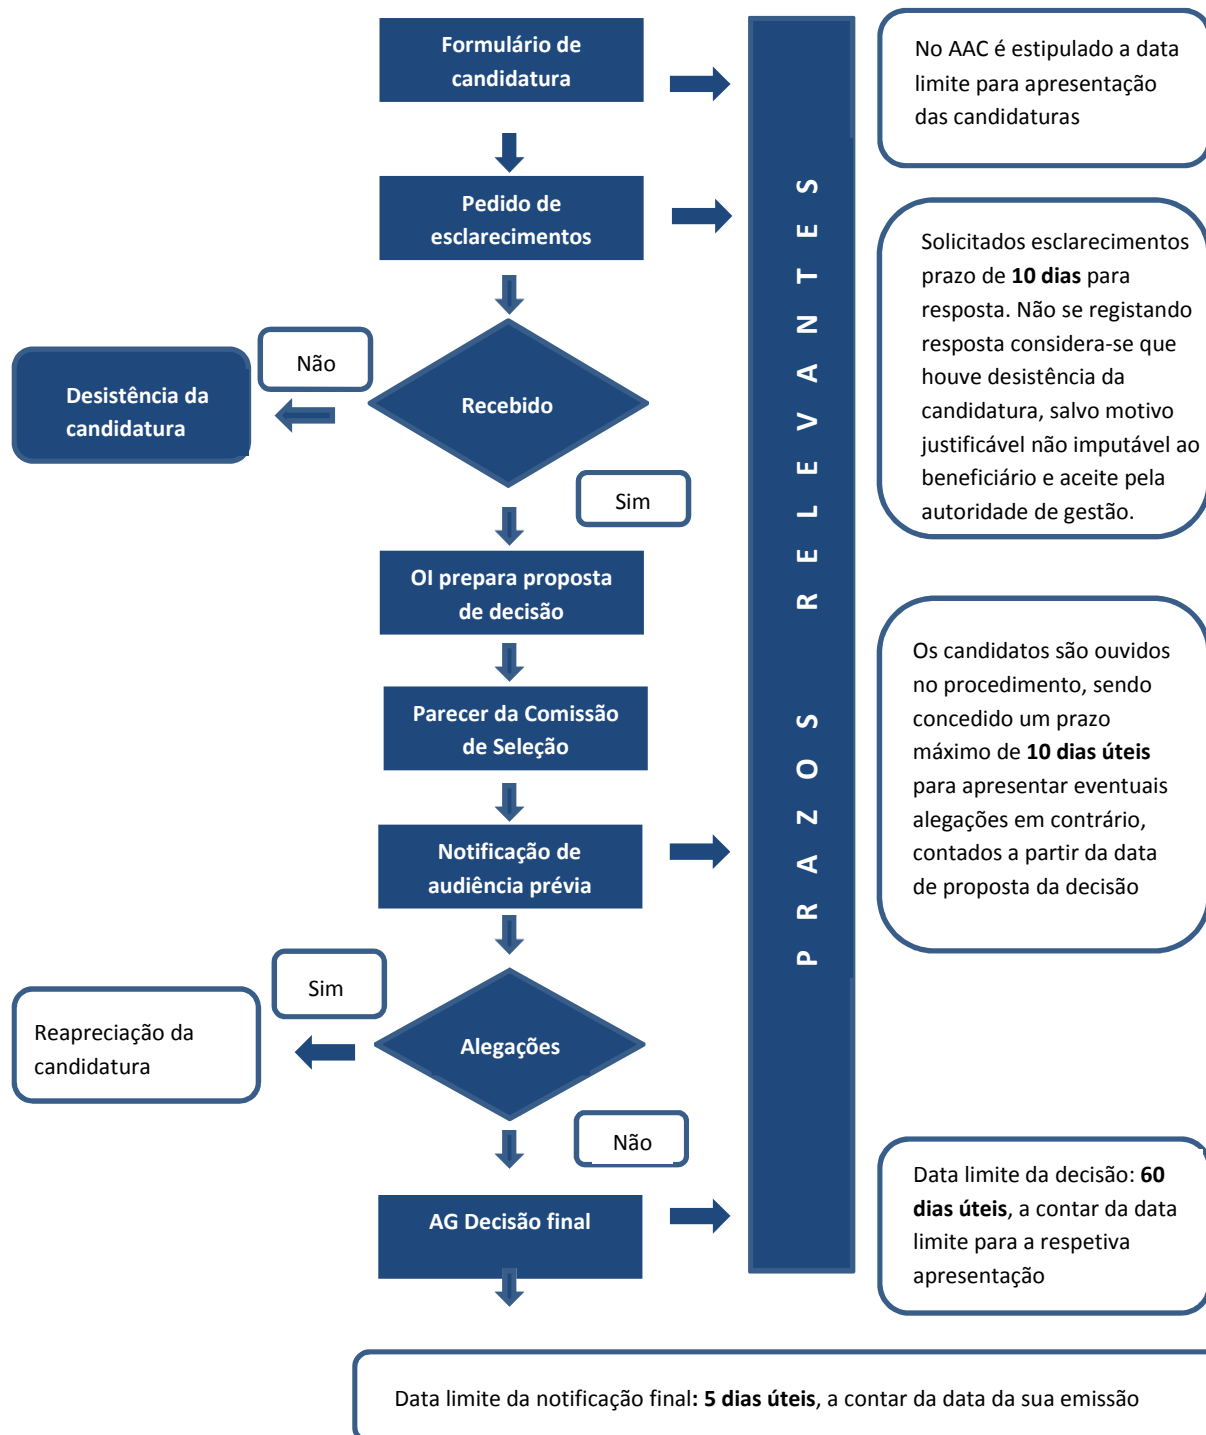 Formulário de
candidatura
No AAC é estipulado a data
limite para apresentação
das candidaturas
Pedido de
esclarecimentos
Solicitados esclarecimentos
prazo de 10 dias para
resposta. Não se registando
resposta considera-se que
houve desistência da
candidatura, salvo motivo
justificável não imputável ao
beneficiário e aceite pela
autoridade de gestão.
Não
Desistência da
candidatura
Recebido
Sim
OI prepara proposta
de decisão
Parecer da Comissão
de Seleção
Notificação de
audiência prévia
Os candidatos são ouvidos
no procedimento, sendo
concedido um prazo
máximo de 10 dias úteis
para apresentar eventuais
alegações em contrário,
contados a partir da data
de proposta da decisão
PRAZOS RELEVANTES
Sim
Reapreciação da
candidatura
Alegações
Não
AG Decisão final
Data limite da decisão: 60
dias úteis, a contar da data
limite para a respetiva
apresentação
Data limite da notificação final: 5 dias úteis, a contar da data da sua emissão